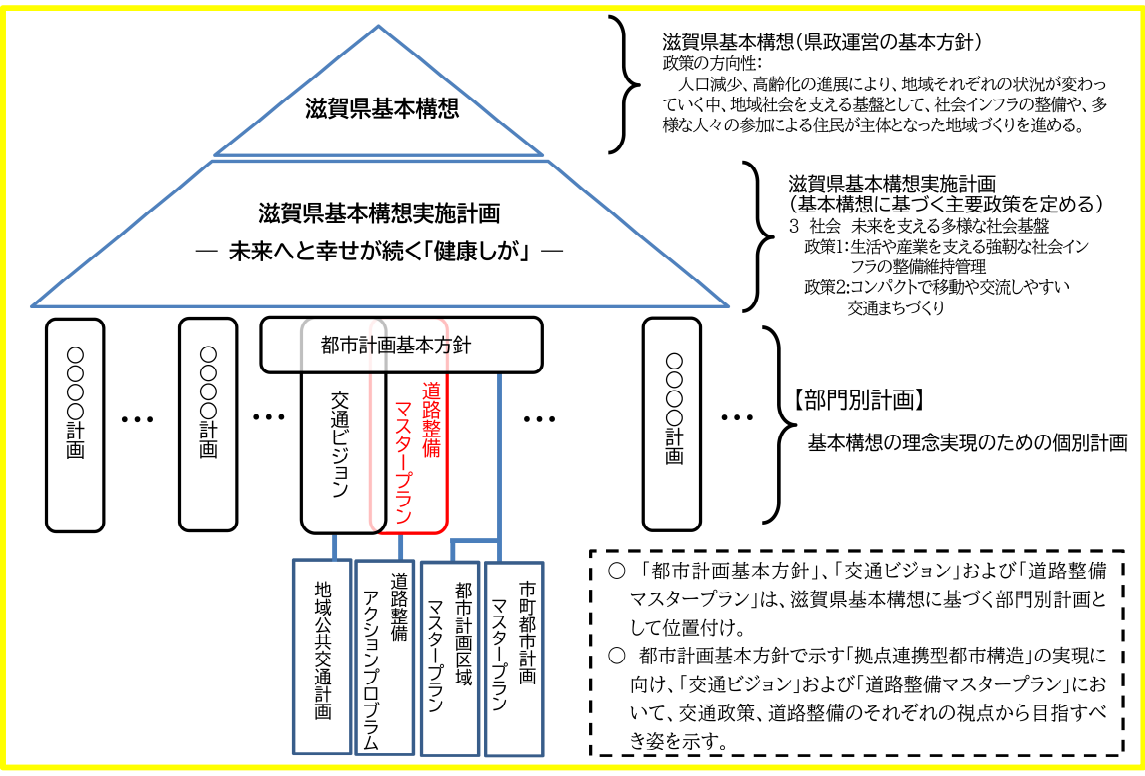 滋賀県基本構想
滋賀県基本構想(県政運営の基本方針)
政策の方向性:
人口減少、高齢化の進展により、地域それぞれの状況が変わっ
ていく中、地域社会を支える基盤として、社会インフラの整備や、多
様な人々の参加による住民が主体となった地域づくりを進める。
滋賀県基本構想実施計画
― 未来へと幸せが続く「健康しが」 ―
滋賀県基本構想実施計画
(基本構想に基づく主要政策を定める)
3 社会 未来を支える多様な社会基盤
政策1:生活や産業を支える強靭な社会イン
フラの整備維持管理
政策2:コンパクトで移動や交流しやすい
交通まちづくり
〇〇〇〇計画
…
〇〇〇〇計画
…
都市計画基本方針
交通ビジョン
道路整備
マスタープラン
…
〇〇〇〇計画
…
【部門別計画】
基本構想の理念実現のための個別計画
地域公共交通計画
道路整備
アクションプログラム
都市計画区域
マスタープラン
市町都市計画
マスタープラン
○ 「都市計画基本方針」、「交通ビジョン」および「道路整備
マスタープラン」は、滋賀県基本構想に基づく部門別計画と
して位置付け。
○ 都市計画基本方針で示す「拠点連携型都市構造」の実現に
向け、「交通ビジョン」および「道路整備マスタープラン」にお
いて、交通政策、道路整備のそれぞれの視点から目指すべ
き姿を示す。